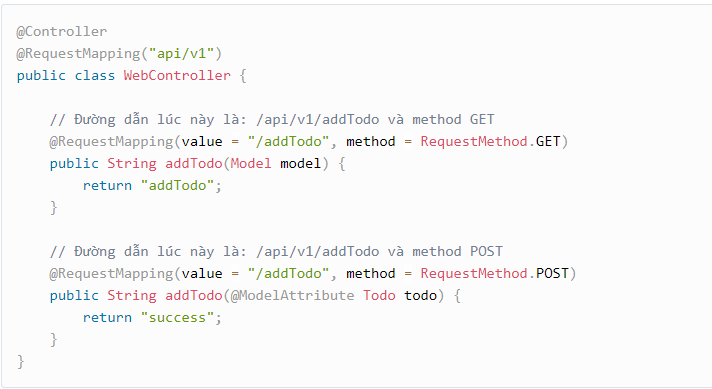 @Controller
@RequestMapping("api/v1")
public class WebController {
// Đường dẫn lúc này là: /api/v1/addTodo và method GET
@RequestMapping(value = "/addTodo", method = RequestMethod.GET)
public String addTodo(Model model) {
return "addTodo";
}
// Đường dẫn lúc này là: /api/v1/addTodo và method POST
@RequestMapping(value = "/addTodo", method = RequestMethod.POST)
public String addTodo(@ModelAttribute Todo todo) {
return "success";
}
}